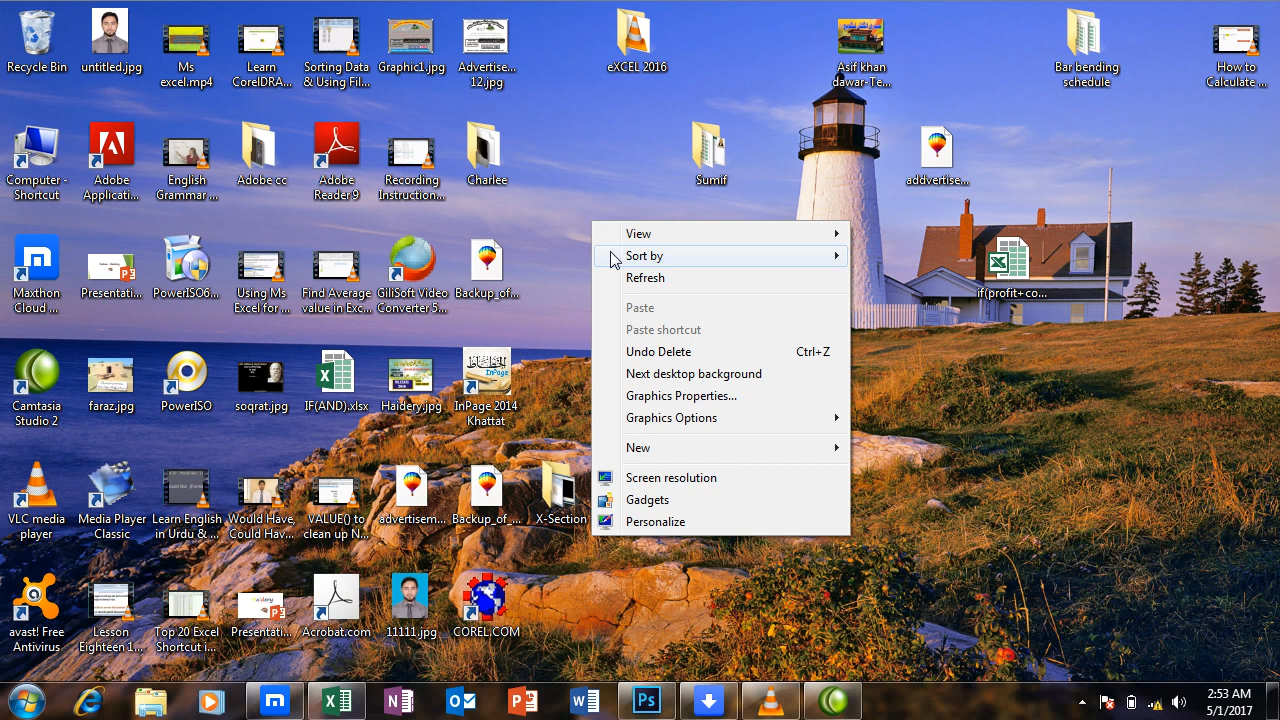 Recycle Bin
untitled.jpg
Ms
excel.mp4
Learn
CorelDRA...
Sorting Data
& Using Fil...
Graphic1.jpg
Advertise...
12.jpg
eXCEL 2016
Asif khan
dawar-Te...
Bar bending
schedule
How to
Calculate ...
Computer -
Shortcut
Adobe
Applicati...
English
Grammar ...
Adobe cc
Adobe
Reader 9
Recording
Instruction...
Charlee
Sumif
addvertise...
Maxthon
Cloud ...
Presentati...
PowerISO6...
Using Ms
Excel for ...
Find Average
value in Exc...
GiliSoft Video
Converter 5...
Backup_of_...
if(profit+co...
Camtasia
Studio 2
faraz.jpg
PowerISO
soqrat.jpg
IF(AND).xlsx
Haidery.jpg
InPage 2014
Khattat
VLC media
player
Media Player
Classic
Learn English
in Urdu & ...
Would Have,
Could Hav...
VALUE() to
clean up N...
advertisem...
Backup_of_...
X-Section
avast! Free
Antivirus
Lesson
Eighteen 1...
Top 20 Excel
Shortcut i...
Presentati...
Acrobat.com
11111.jpg
COREL.COM
View
Sort by
Refresh
Paste
Paste shortcut
Undo Delete Ctrl+Z
Next desktop background
Graphics Properties...
Graphics Options
New
Screen resolution
Gadgets
Personalize
2:53 AM
5/1/2017